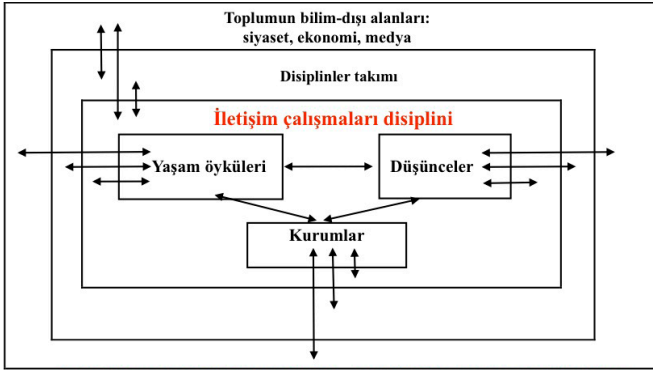 Toplumun bilim-dışı alanları:
siyaset, ekonomi, medya
Disiplinler takımı
İletişim çalışmaları disiplini
Yaşam öyküleri
Düşünceler
Kurumlar